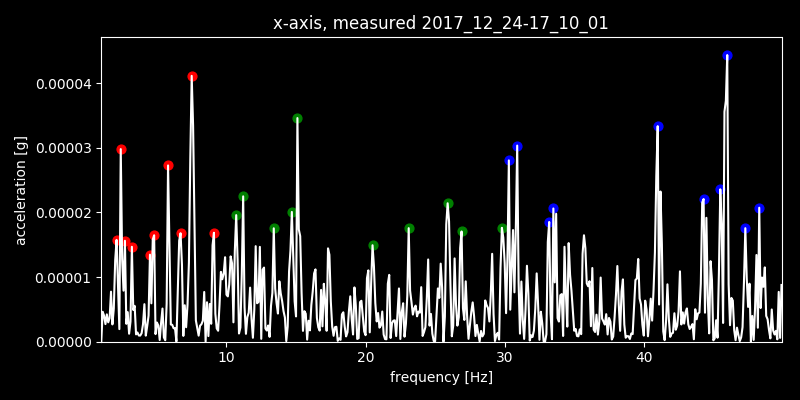 x-axis, measured 2017_12_24-17_10_01
acceleration [g]
0.00004
0.00003
0.00002
0.00001
0.00000
10 20 30 40
frequency [Hz]